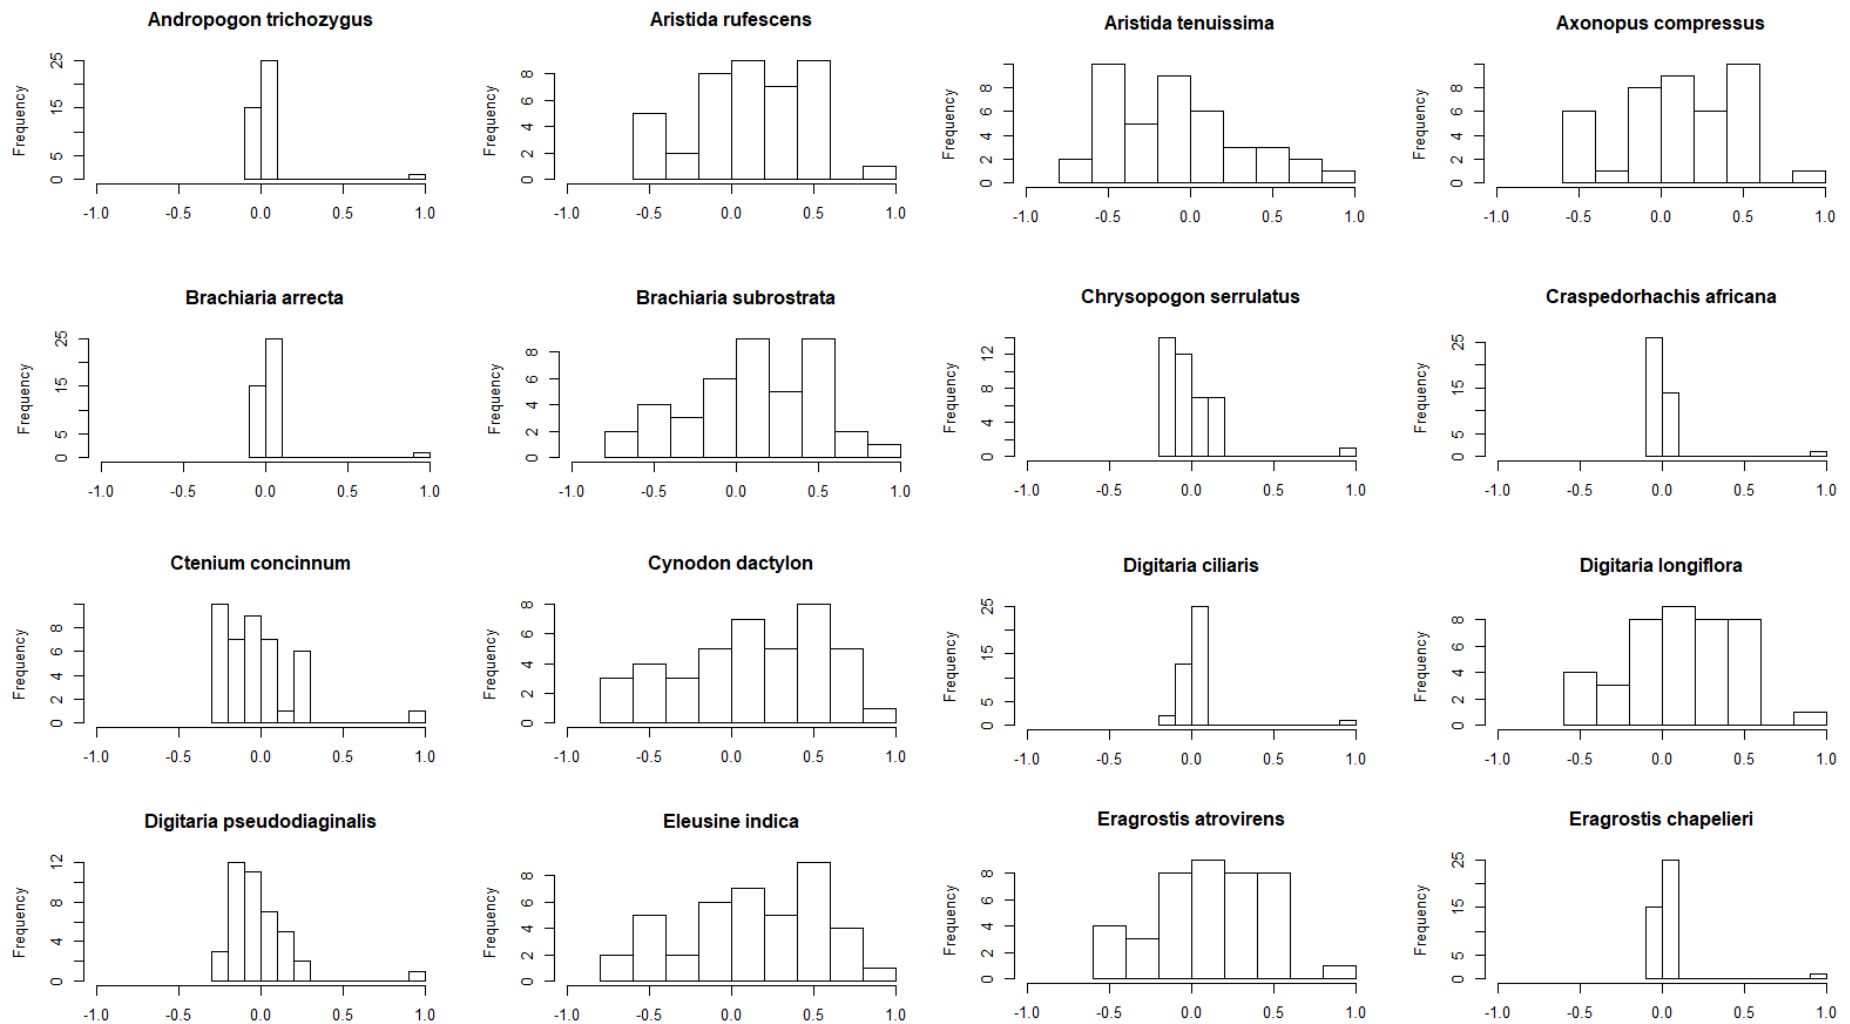 Andropogon trichozygus
Aristida rufescens
Aristida tenuissima
Axonopus compressus
Frequency
0 5 15 25
-1.0 -0.5 0.0 0.5 1.0
Frequency
0 2 4 6 8
-1.0 -0.5 0.0 0.5 1.0
Frequency
0 2 4 6 8
-1.0 -0.5 0.0 0.5 1.0
Frequency
0 2 4 6 8
-1.0 -0.5 0.0 0.5 1.0
Brachiaria arrecta
Brachiaria subrostrata
Chrysopogon serrulatus
Craspedorhachis africana
Frequency
0 5 15 25
-1.0 -0.5 0.0 0.5 1.0
Frequency
0 2 4 6 8
-1.0 -0.5 0.0 0.5 1.0
Frequency
0 4 8 12
-1.0 -0.5 0.0 0.5 1.0
Frequency
0 5 15 25
-1.0 -0.5 0.0 0.5 1.0
Ctenium concinnum
Cynodon dactylon
Digitaria ciliaris
Digitaria longiflora
Frequency
0 2 4 6 8
-1.0 -0.5 0.0 0.5 1.0
Frequency
0 2 4 6 8
-1.0 -0.5 0.0 0.5 1.0
Frequency
0 5 15 25
-1.0 -0.5 0.0 0.5 1.0
Frequency
0 2 4 6 8
-1.0 -0.5 0.0 0.5 1.0
Digitaria pseudodiaginalis
Eleusine indica
Eragrostis atrovirens
Eragrostis chapelieri
Frequency
0 4 8 12
-1.0 -0.5 0.0 0.5 1.0
Frequency
0 2 4 6 8
-1.0 -0.5 0.0 0.5 1.0
Frequency
0 2 4 6 8
-1.0 -0.5 0.0 0.5 1.0
Frequency
0 5 15 25
-1.0 -0.5 0.0 0.5 1.0